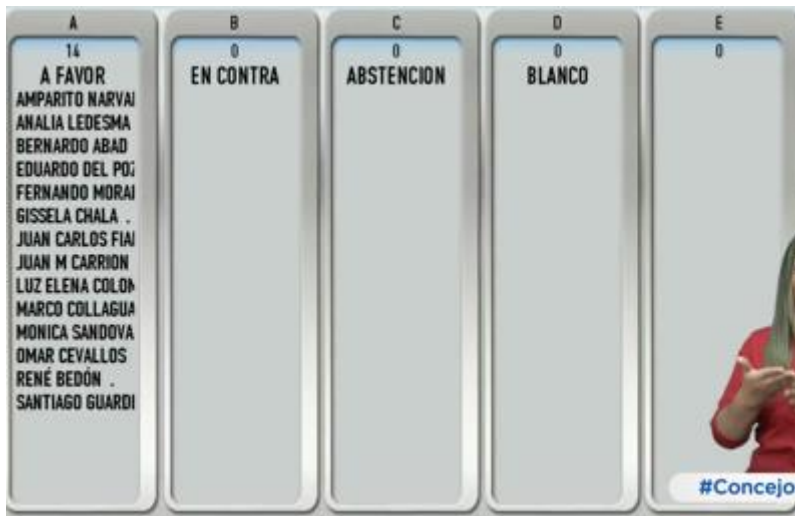 A
14
A FAVOR
AMPARITO NARVAI
ANALIA LEDESMA
BERNARDO ABAD
EDUARDO DEL POZ
FERNANDO MORAI
GISSELA CHALA .
JUAN CARLOS FIAI
JUAN M CARRION
LUZ ELENA COLOM
MARCO COLLAGUA
MONICA SANDOVA
OMAR CEVALLOS
RENÉ BEDÓN .
SANTIAGO GUARDI
B
0
EN CONTRA
C
0
ABSTENCION
D
0
BLANCO
E
0
#Concejo